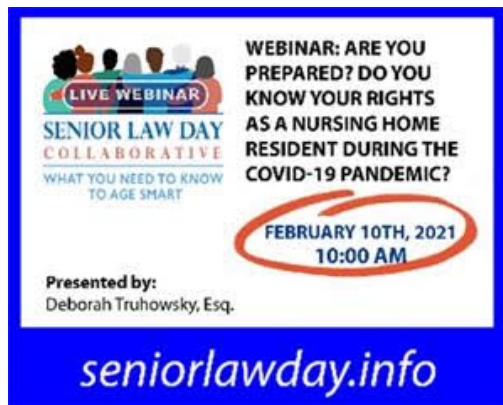 LIVE WEBINAR
SENIOR LAW DAY
COLLABORATIVE
WHAT YOU NEED TO KNOW
TO AGE SMART
WEBINAR: ARE YOU
PREPARED? DO YOU
KNOW YOUR RIGHTS
AS A NURSING HOME
RESIDENT DURING THE
COVID-19 PANDEMIC?
FEBRUARY 10TH, 2021
10:00 AM
Presented by:
Deborah Truhowsky, Esq.
seniorlawday.info